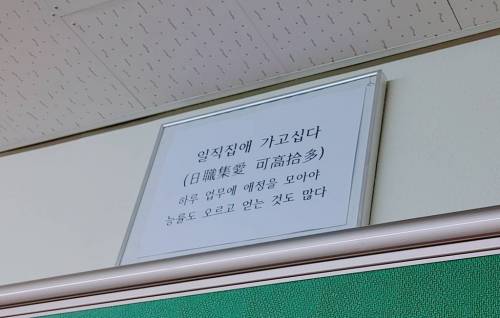 일직집에 가고십다
(日職集愛 可高拾多)
하루 업무에 애정을 모아야
능률도 오르고 얻는 것도 많다